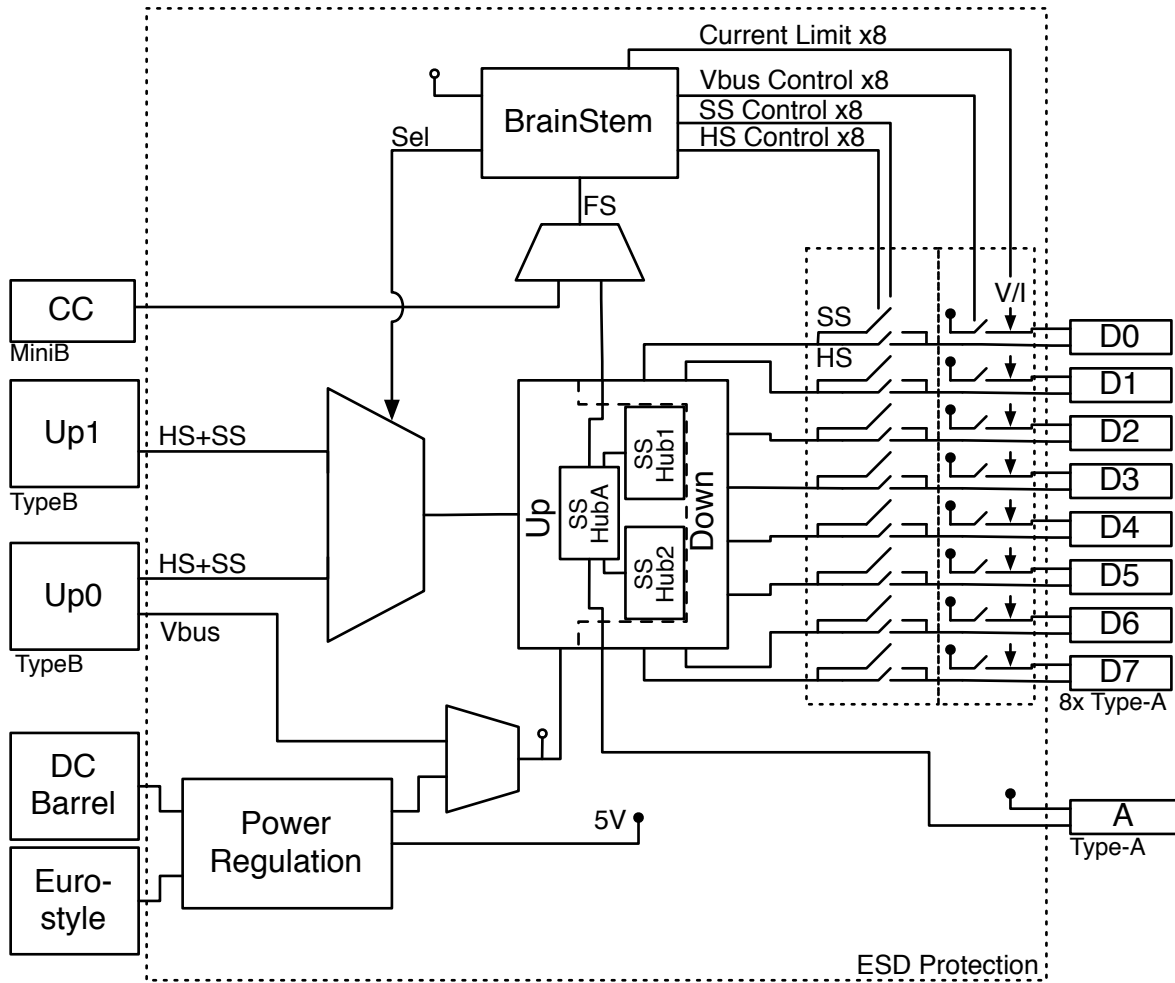 Current Limit x8
Vbus Control x8
SS Control x8
HS Control x8
BrainStem
Sel
FS
CC
MiniB
Up1
TypeB
HS+SS
Up0
TypeB
HS+SS
Vbus
Up
SS
HubA
SS
Hub1
SS
Hub2
Down
SS
HS
V/I
D0
D1
D2
D3
D4
D5
D6
D7
8x Type-A
DC
Barrel
Euro-
style
Power
Regulation
5V
A
Type-A
ESD Protection